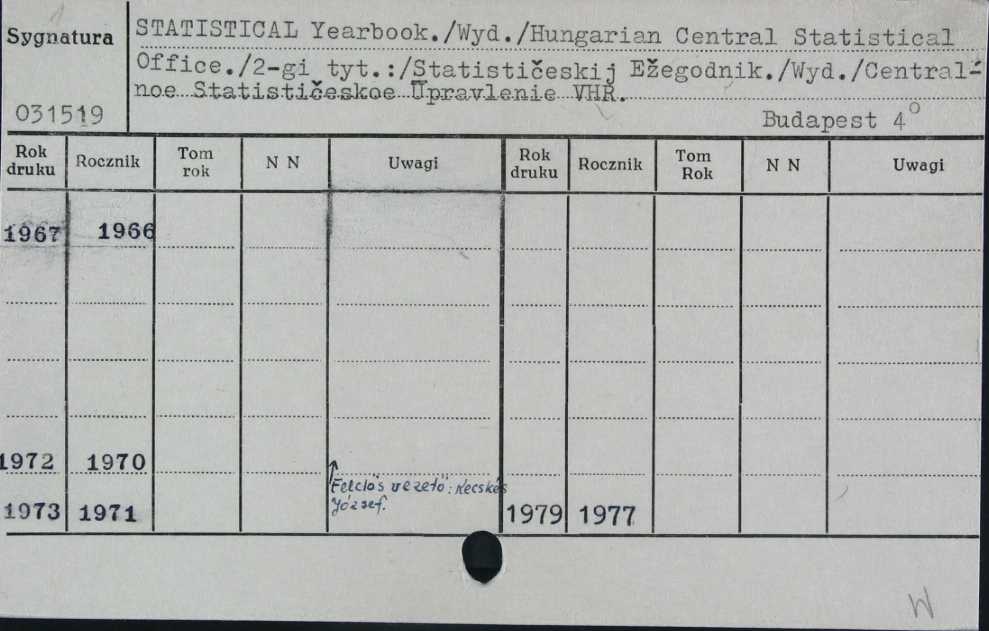 1
Sygnatura
031519
STATISTICAL Yearbook./Wyd./Hungarian Central Statistical
Office./2-gi tyt.:/Statističeskij Ežegodnik./Wyd./Central-
noe Statističeskoe Upravlenie VHR.
Budapest 4°
Rok druku Rocznik Tom rok N N Uwagi Rok druku Rocznik Tom Rok N N Uwagi
1967 1966
1972 1970
Felelős vezető: Kecskés
József.
1973 1971 1979 1977
W